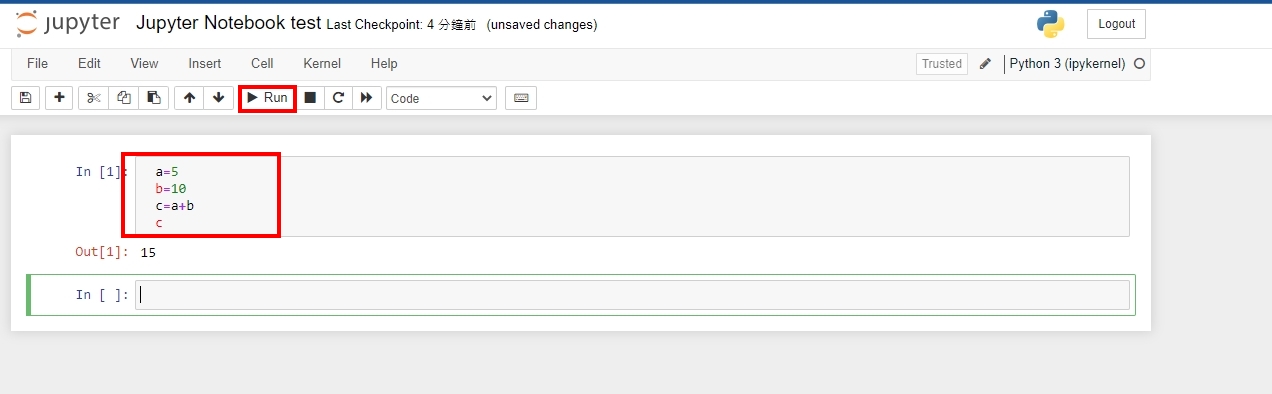 jupyter Jupyter Notebook test Last Checkpoint: 4 分鐘前 (unsaved changes) Logout
File Edit View Insert Cell Kernel Help Trusted Python 3 (ipykernel)
Run Code
In [1]: a=5
b=10
c=a+b
c
Out[1]: 15
In [ ]: